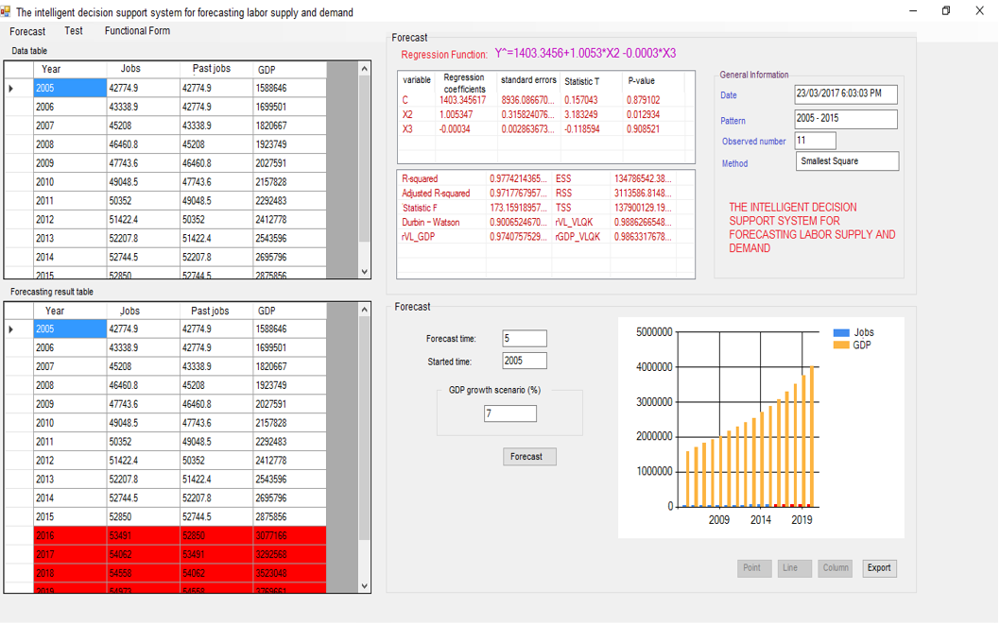 The intelligent decision support system for forecasting labor supply and demand
Forecast Test Functional Form
Data table
Year Jobs Past jobs GDP
2005 42774.9 42774.9 1588646
2006 43338.9 42774.9 1699501
2007 45208 43338.9 1820667
2008 46460.8 45208 1923749
2009 47743.6 46460.8 2027591
2010 49048.5 47743.6 2157828
2011 50352 49048.5 2292483
2012 51422.4 50352 2412778
2013 52207.8 51422.4 2543596
2014 52744.5 52207.8 2695796
2015 52850 52744.5 2875856
Forecasting result table
Year Jobs Past jobs GDP
2005 42774.9 42774.9 1588646
2006 43338.9 42774.9 1699501
2007 45208 43338.9 1820667
2008 46460.8 45208 1923749
2009 47743.6 46460.8 2027591
2010 49048.5 47743.6 2157828
2011 50352 49048.5 2292483
2012 51422.4 50352 2412778
2013 52207.8 51422.4 2543596
2014 52744.5 52207.8 2695796
2015 52850 52744.5 2875856
2016 53491 52850 3077166
2017 54062 53491 3292568
2018 54558 54062 3523048
2019 54973 54558 3769661
Forecast
Regression Function: Y^=1403.3456+1.0053*X2 -0.0003*X3
variable Regression coefficients standard errors Statistic T P-value
C 1403.345617 8936.086670... 0.157043 0.879102
X2 1.005347 0.315824076... 3.183249 0.012934
X3 -0.00034 0.002863673... -0.118594 0.908521
R-squared 0.9774214365... ESS 134786542.38...
Adjusted R-squared 0.9717767957... RSS 3113586.8148...
Statistic F 173.15918957... TSS 137900129.19...
Durbin - Watson 0.9006524670... rVL_VLQK 0.9886266548...
rVL_GDP 0.9740757529... rGDP_VLQK 0.9863317678...
General Information
Date 23/03/2017 6:03:03 PM
Pattern 2005 - 2015
Observed number 11
Method Smallest Square
THE INTELLIGENT DECISION
SUPPORT SYSTEM FOR
FORECASTING LABOR SUPPLY AND
DEMAND
Forecast
Forecast time: 5
Started time: 2005
GDP growth scenario (%)
7
Forecast
5000000
4000000
3000000
2000000
1000000
0
2009 2014 2019
Jobs
GDP
Point Line Column Export